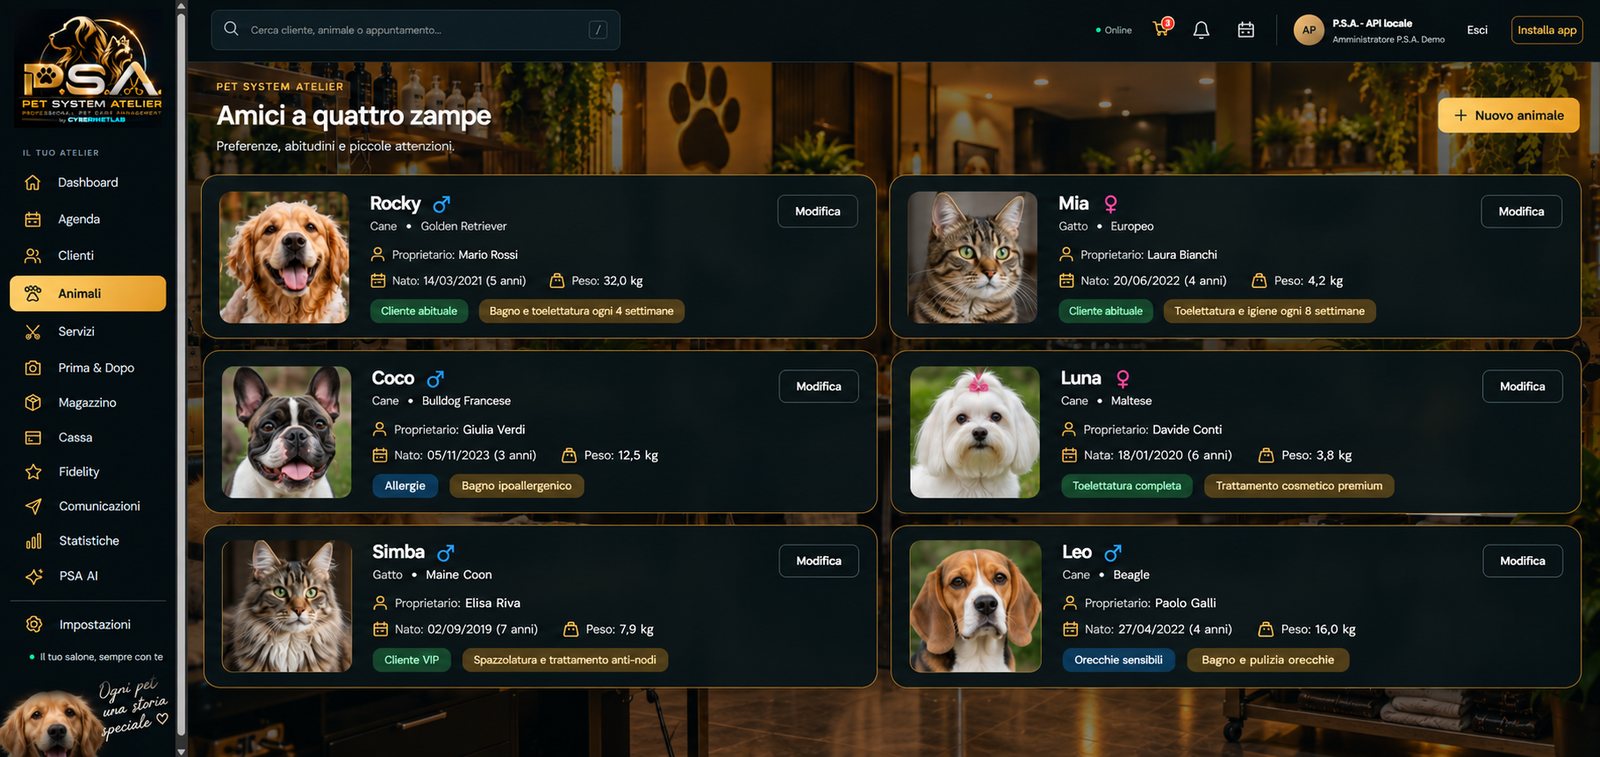 P.S.A
PET SYSTEM ATELIER
PROFESSIONAL PET CARE MANAGEMENT
by CYBERNETLAB
IL TUO ATELIER
Dashboard
Agenda
Clienti
Animali
Servizi
Prima & Dopo
Magazzino
Cassa
Fidelity
Comunicazioni
Statistiche
PSA AI
Impostazioni
Il tuo salone, sempre con te
Ogni pet
una storia
speciale ♡
Cerca cliente, animale o appuntamento...
/
Online
3
AP
P.S.A. - API locale
Amministratore P.S.A. Demo
Esci
Installa app
PET SYSTEM ATELIER
Amici a quattro zampe
Preferenze, abitudini e piccole attenzioni.
+ Nuovo animale
Rocky ♂
Modifica
Cane • Golden Retriever
Proprietario: Mario Rossi
Nato: 14/03/2021 (5 anni) Peso: 32,0 kg
Cliente abituale Bagno e toelettatura ogni 4 settimane
Mia ♀
Modifica
Gatto • Europeo
Proprietario: Laura Bianchi
Nato: 20/06/2022 (4 anni) Peso: 4,2 kg
Cliente abituale Toelettatura e igiene ogni 8 settimane
Coco ♂
Modifica
Cane • Bulldog Francese
Proprietario: Giulia Verdi
Nato: 05/11/2023 (3 anni) Peso: 12,5 kg
Allergie Bagno ipoallergenico
Luna ♀
Modifica
Cane • Maltese
Proprietario: Davide Conti
Nata: 18/01/2020 (6 anni) Peso: 3,8 kg
Toelettatura completa Trattamento cosmetico premium
Simba ♂
Modifica
Gatto • Maine Coon
Proprietario: Elisa Riva
Nato: 02/09/2019 (7 anni) Peso: 7,9 kg
Cliente VIP Spazzolatura e trattamento anti-nodi
Leo ♂
Modifica
Cane • Beagle
Proprietario: Paolo Galli
Nato: 27/04/2022 (4 anni) Peso: 16,0 kg
Orecchie sensibili Bagno e pulizia orecchie